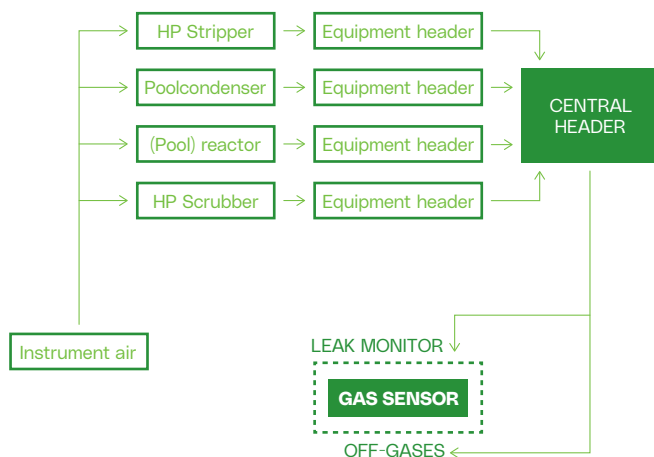 HP Stripper
Equipment header
Poolcondenser
Equipment header
CENTRAL
HEADER
(Pool) reactor
Equipment header
HP Scrubber
Equipment header
Instrument air
LEAK MONITOR
GAS SENSOR
OFF-GASES